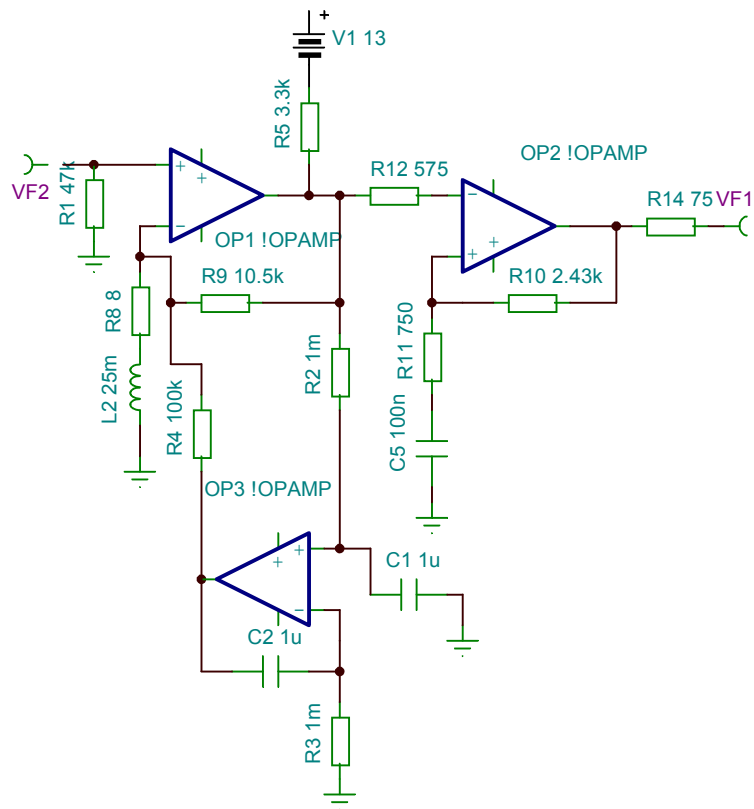 V1 13
R5 3.3k
VF2
R1 47k
OP1 !OPAMP
R12 575
OP2 !OPAMP
R14 75
VF1
R8 8
R9 10.5k
R10 2.43k
L2 25m
R4 100k
R2 1m
R11 750
C5 100n
OP3 !OPAMP
C1 1u
C2 1u
R3 1m